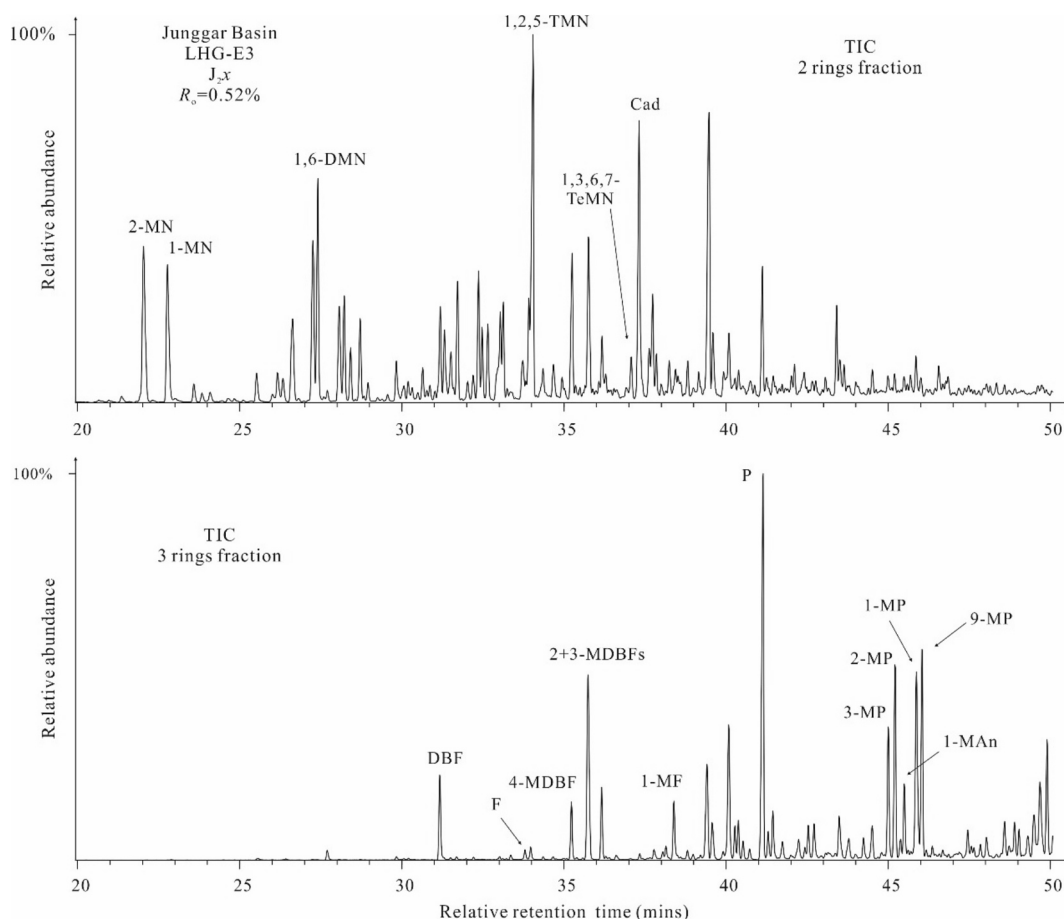 100%
Junggar Basin
LHG-E3
J₂x
Rₒ=0.52%
1,2,5-TMN
TIC
2 rings fraction
Cad
1,6-DMN
1,3,6,7-
TeMN
2-MN
1-MN
Relative abundance
20 25 30 35 40 45 50
100%
P
TIC
3 rings fraction
1-MP
9-MP
2+3-MDBFs
2-MP
3-MP
1-MAn
DBF
4-MDBF
1-MF
F
Relative abundance
20 25 30 35 40 45 50
Relative retention time (mins)